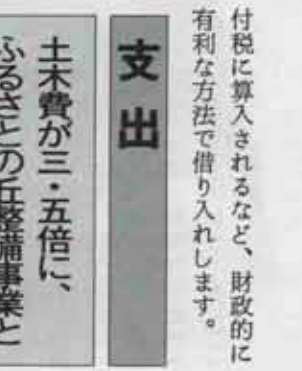 付税に算入されるなど、財政的に
有利な方法で借り入れします。
支出
土木費が三・五倍に、
ふるさとの丘整備事業と